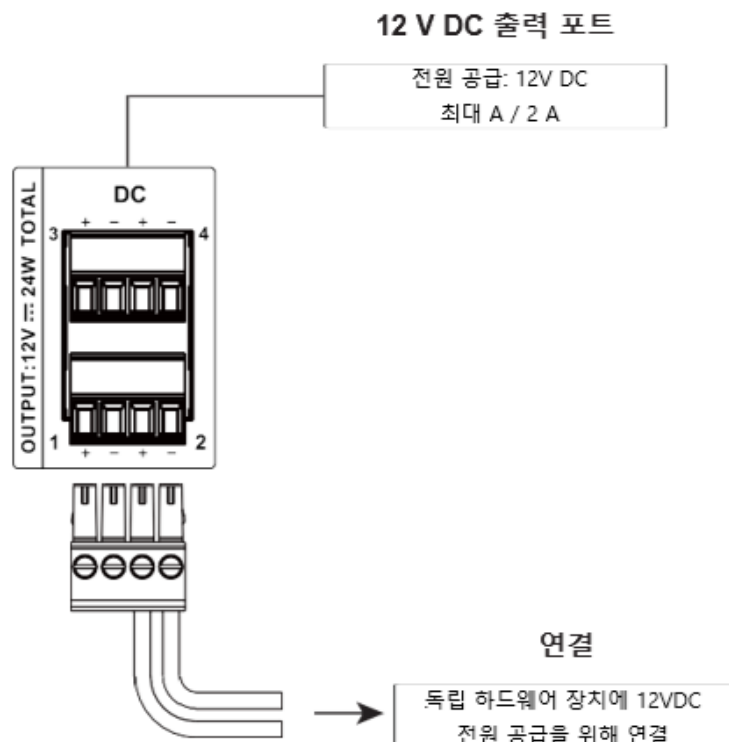 12 V DC 출력 포트
전원 공급: 12V DC
최대 A / 2 A
DC
+ - + -
3 4
OUTPUT:12V ⎓ 24W TOTAL
1 2
+ - + -
연결
독립 하드웨어 장치에 12VDC
전원 공급을 위해 연결